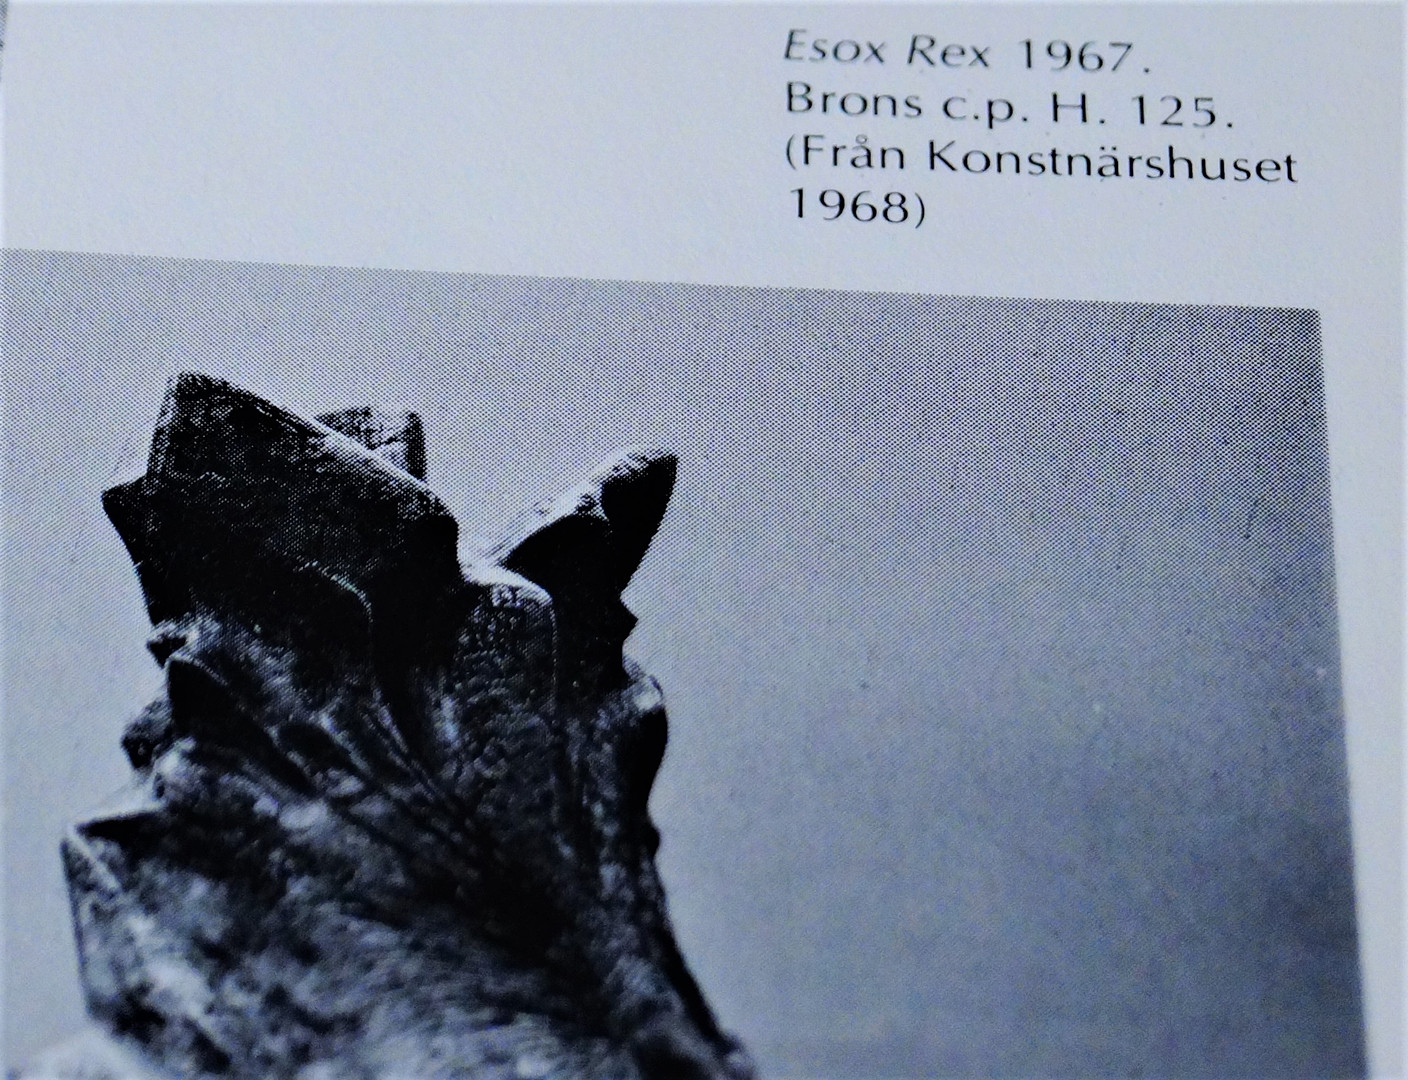 Esox Rex 1967.
Brons c.p. H. 125.
(Från Konstnärshuset
1968)